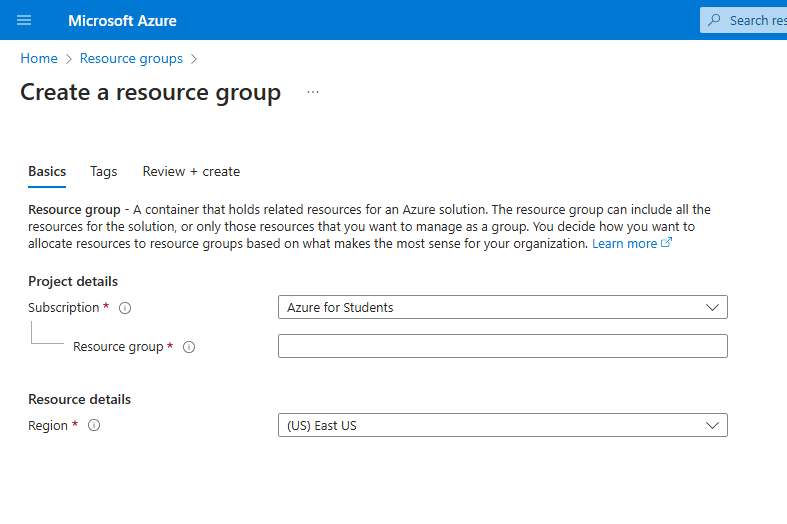 Microsoft Azure
Search res
Home > Resource groups >
Create a resource group ...
Basics Tags Review + create
Resource group - A container that holds related resources for an Azure solution. The resource group can include all the
resources for the solution, or only those resources that you want to manage as a group. You decide how you want to
allocate resources to resource groups based on what makes the most sense for your organization. Learn more
Project details
Subscription * Azure for Students
Resource group *
Resource details
Region * (US) East US